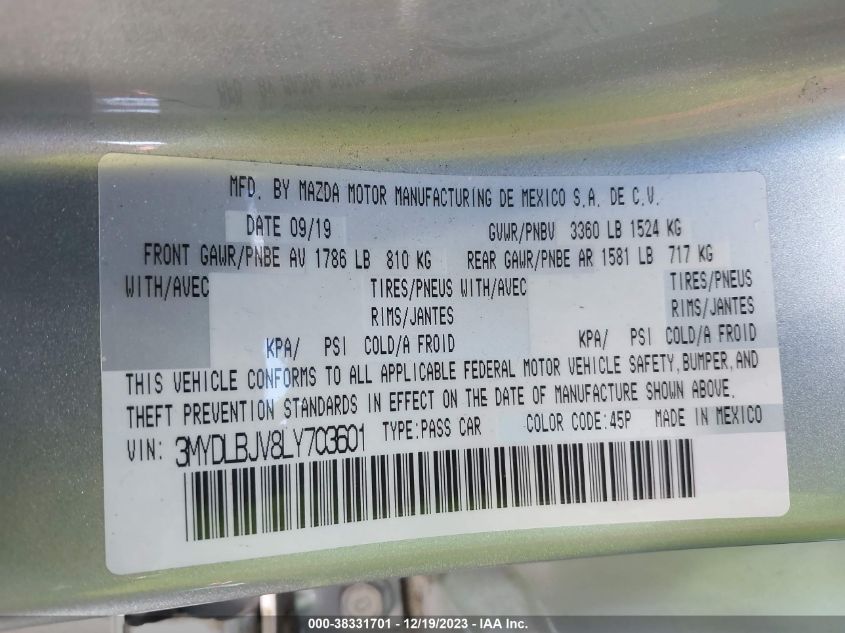 MFD. BY MAZDA MOTOR MANUFACTURING DE MEXICO S.A. DE C.V.
DATE 09/19 GVWR/PNBV 3360 LB 1524 KG
FRONT GAWR/PNBE AV 1786 LB 810 KG REAR GAWR/PNBE AR 1581 LB 717 KG
WITH/AVEC TIRES/PNEUS WITH/AVEC TIRES/PNEUS
RIMS/JANTES RIMS/JANTES
KPA/ PSI COLD/A FROID KPA/ PSI COLD/A FROID
THIS VEHICLE CONFORMS TO ALL APPLICABLE FEDERAL MOTOR VEHICLE SAFETY, BUMPER, AND
THEFT PREVENTION STANDARDS IN EFFECT ON THE DATE OF MANUFACTURE SHOWN ABOVE.
VIN: 3MYDLBJV8LY703601 TYPE:PASS CAR COLOR CODE:45P MADE IN MEXICO
000-38331701 - 12/19/2023 - IAA Inc.